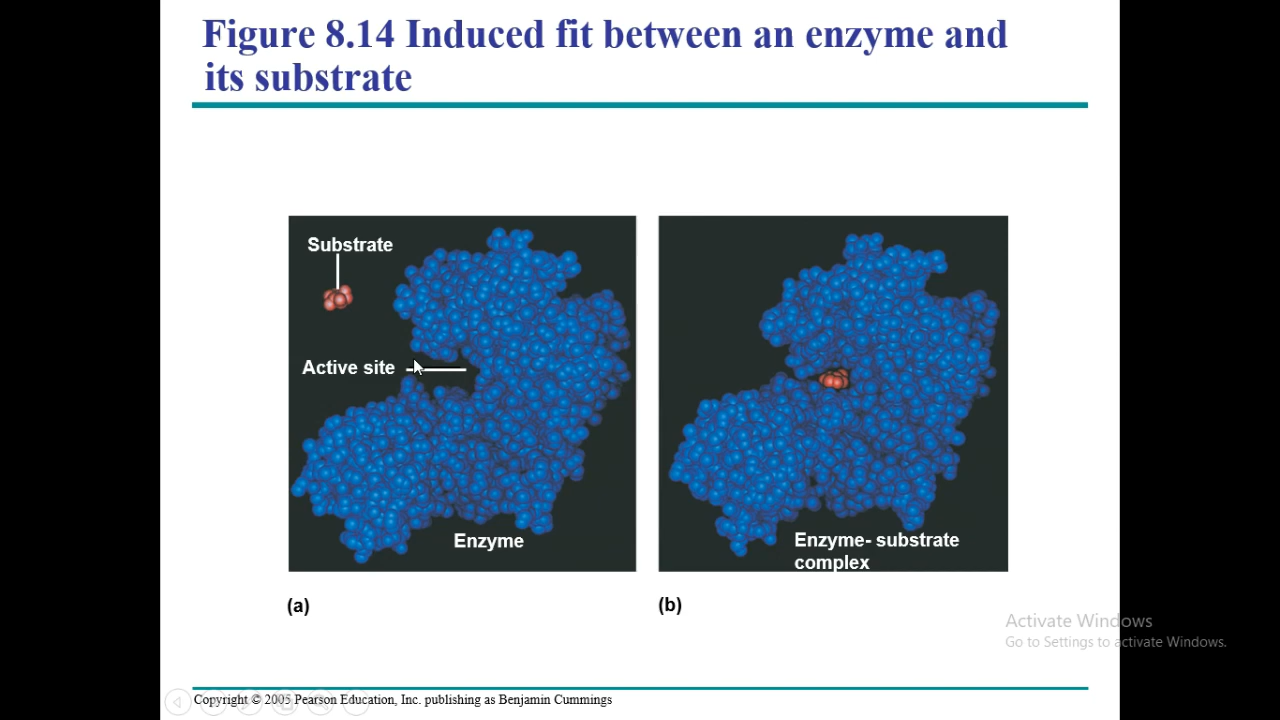 Figure 8.14 Induced fit between an enzyme and
its substrate
Substrate
Active site
Enzyme
Enzyme- substrate
complex
(a)
(b)
Activate Windows
Go to Settings to activate Windows.
Copyright © 2005 Pearson Education, Inc. publishing as Benjamin Cummings